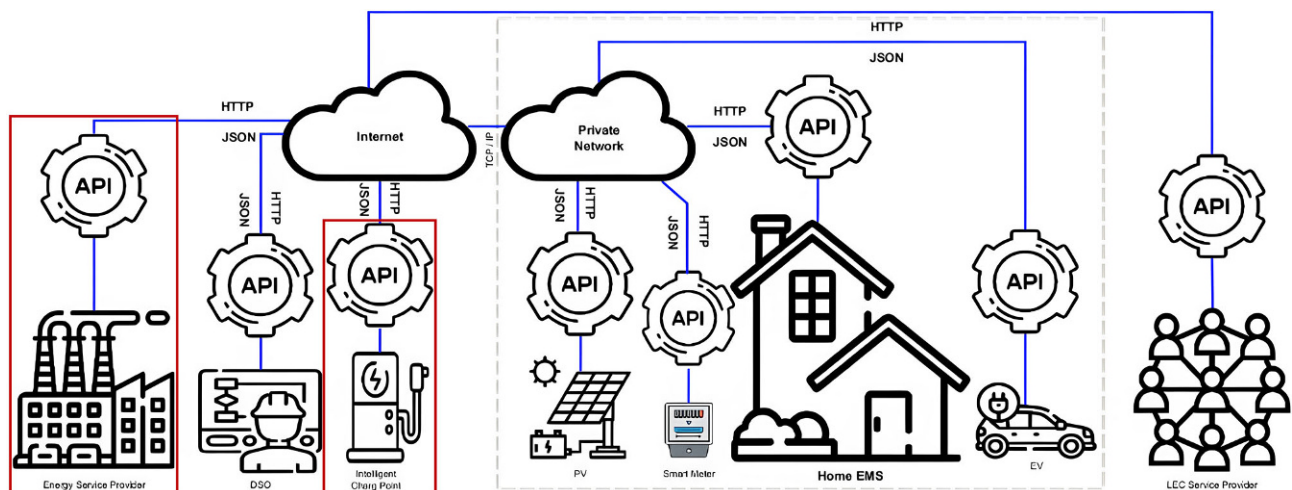 HTTP
JSON
HTTP
JSON
Internet
TCP / IP
Private
Network
HTTP
JSON
API
API
HTTP
JSON
HTTP
JSON
API
API
HTTP
JSON
API
HTTP
JSON
API
API
API
Energy Service Provider
DSO
Intelligent
Charg Point
PV
Smart Meter
Home EMS
EV
LEC Service Provider